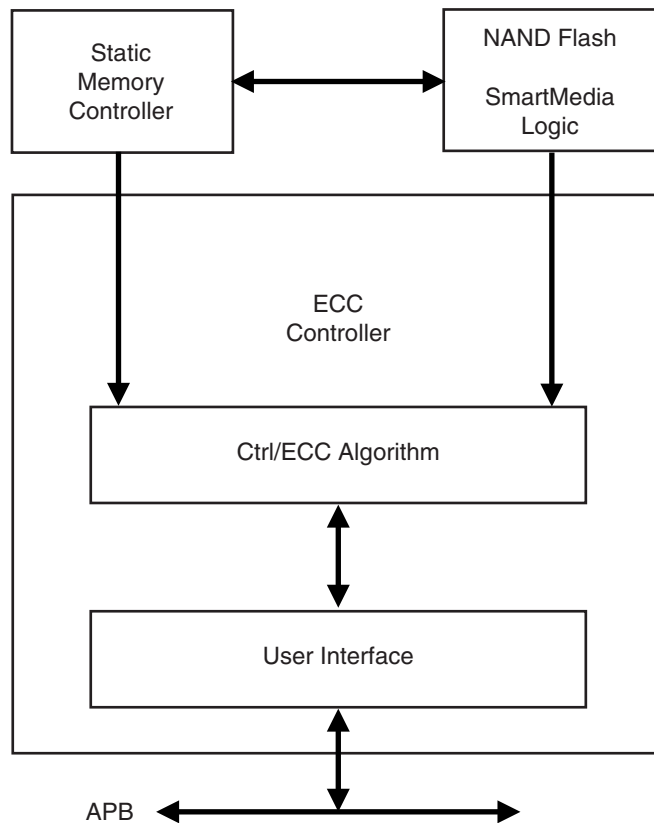 Static
Memory
Controller
NAND Flash
SmartMedia
Logic
ECC
Controller
Ctrl/ECC Algorithm
User Interface
APB